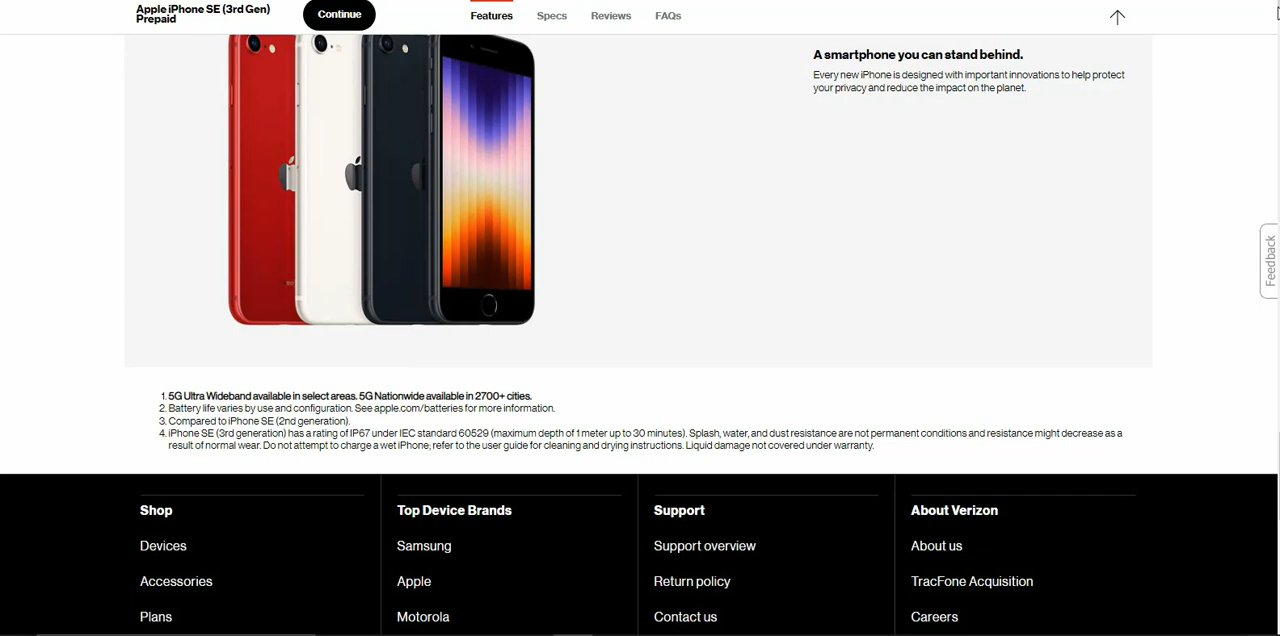 Apple iPhone SE (3rd Gen)
Prepaid
Continue
Features
Specs
Reviews
FAQs
A smartphone you can stand behind.
Every new iPhone is designed with important innovations to help protect
your privacy and reduce the impact on the planet.
Feedback
1. 5G Ultra Wideband available in select areas. 5G Nationwide available in 2700+ cities.
2. Battery life varies by use and configuration. See apple.com/batteries for more information.
3. Compared to iPhone SE (2nd generation).
4. iPhone SE (3rd generation) has a rating of IP67 under IEC standard 60529 (maximum depth of 1 meter up to 30 minutes). Splash, water, and dust resistance are not permanent conditions and resistance might decrease as a
result of normal wear. Do not attempt to charge a wet iPhone; refer to the user guide for cleaning and drying instructions. Liquid damage not covered under warranty.
Shop
Devices
Accessories
Plans
Top Device Brands
Samsung
Apple
Motorola
Support
Support overview
Return policy
Contact us
About Verizon
About us
TracFone Acquisition
Careers